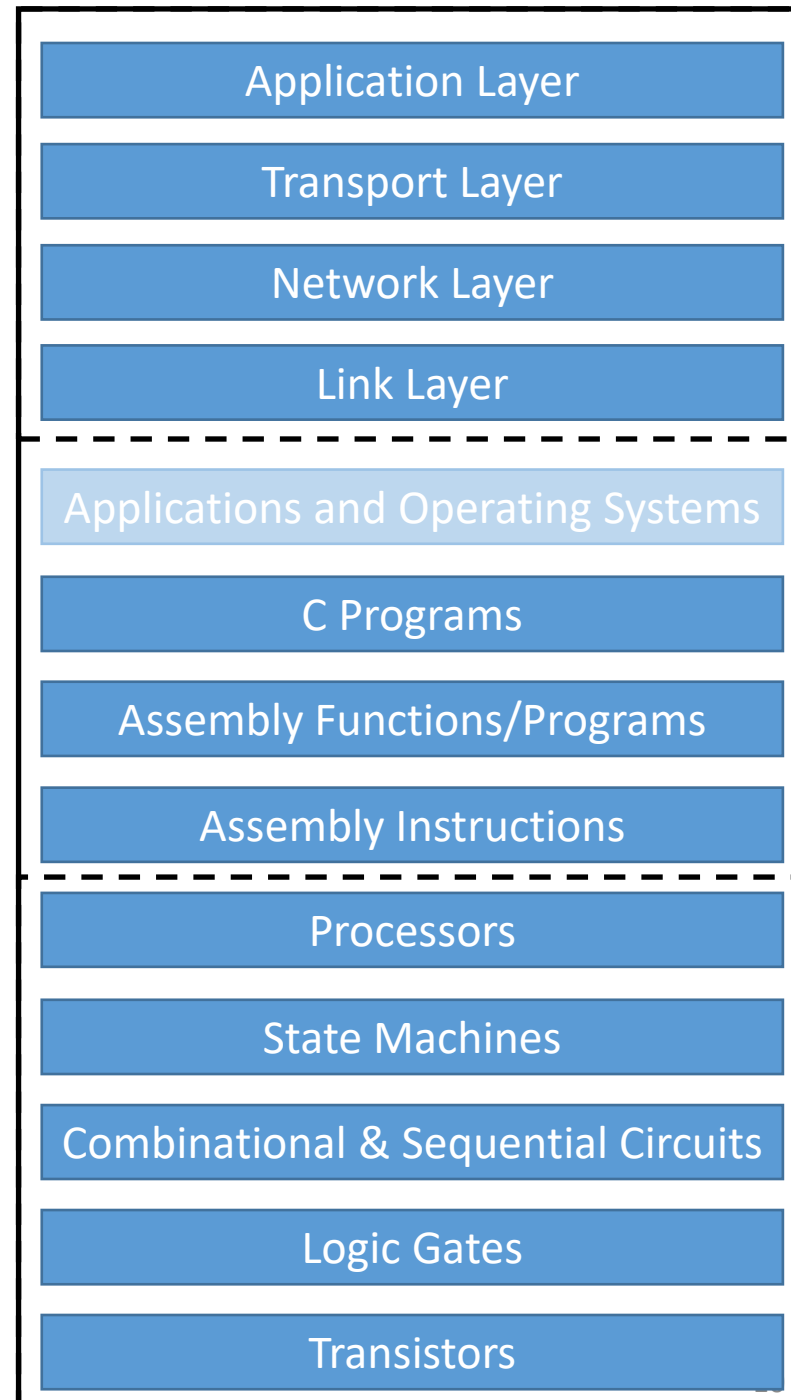 Application Layer
Transport Layer
Network Layer
Link Layer
Applications and Operating Systems
C Programs
Assembly Functions/Programs
Assembly Instructions
Processors
State Machines
Combinational & Sequential Circuits
Logic Gates
Transistors